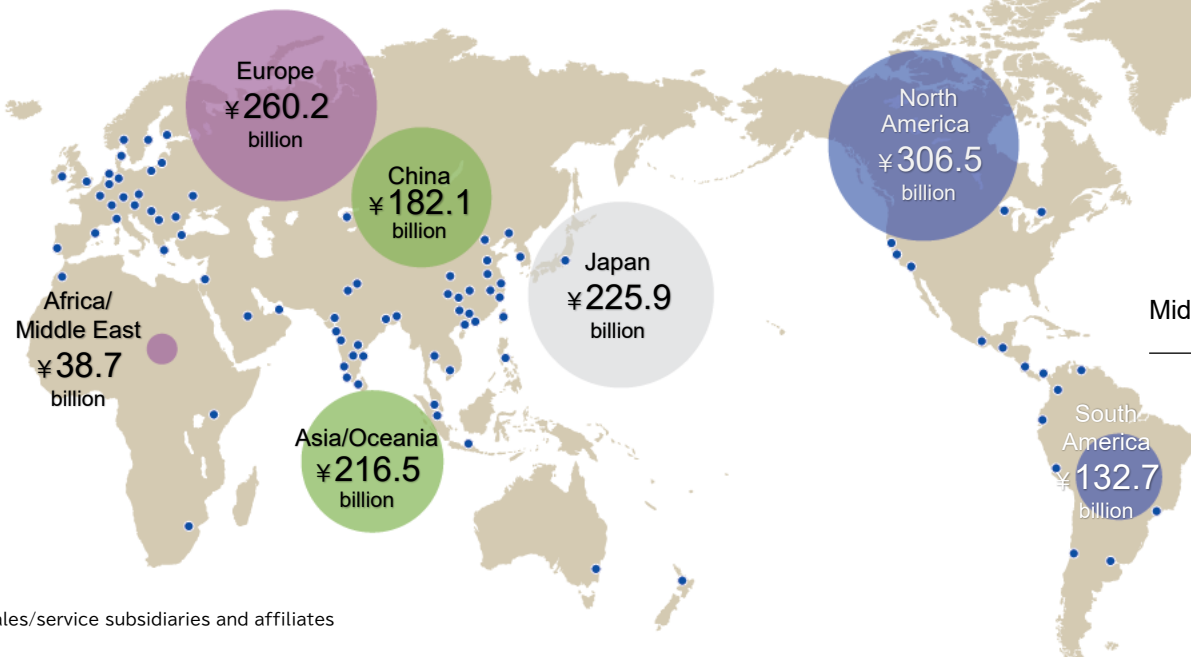 Europe
¥260.2
billion
China
¥182.1
billion
North
America
¥306.5
billion
Japan
¥225.9
billion
Africa/
Middle East
¥38.7
billion
Asia/Oceania
¥216.5
billion
South
America
¥132.7
billion
Mid
ales/service subsidiaries and affiliates